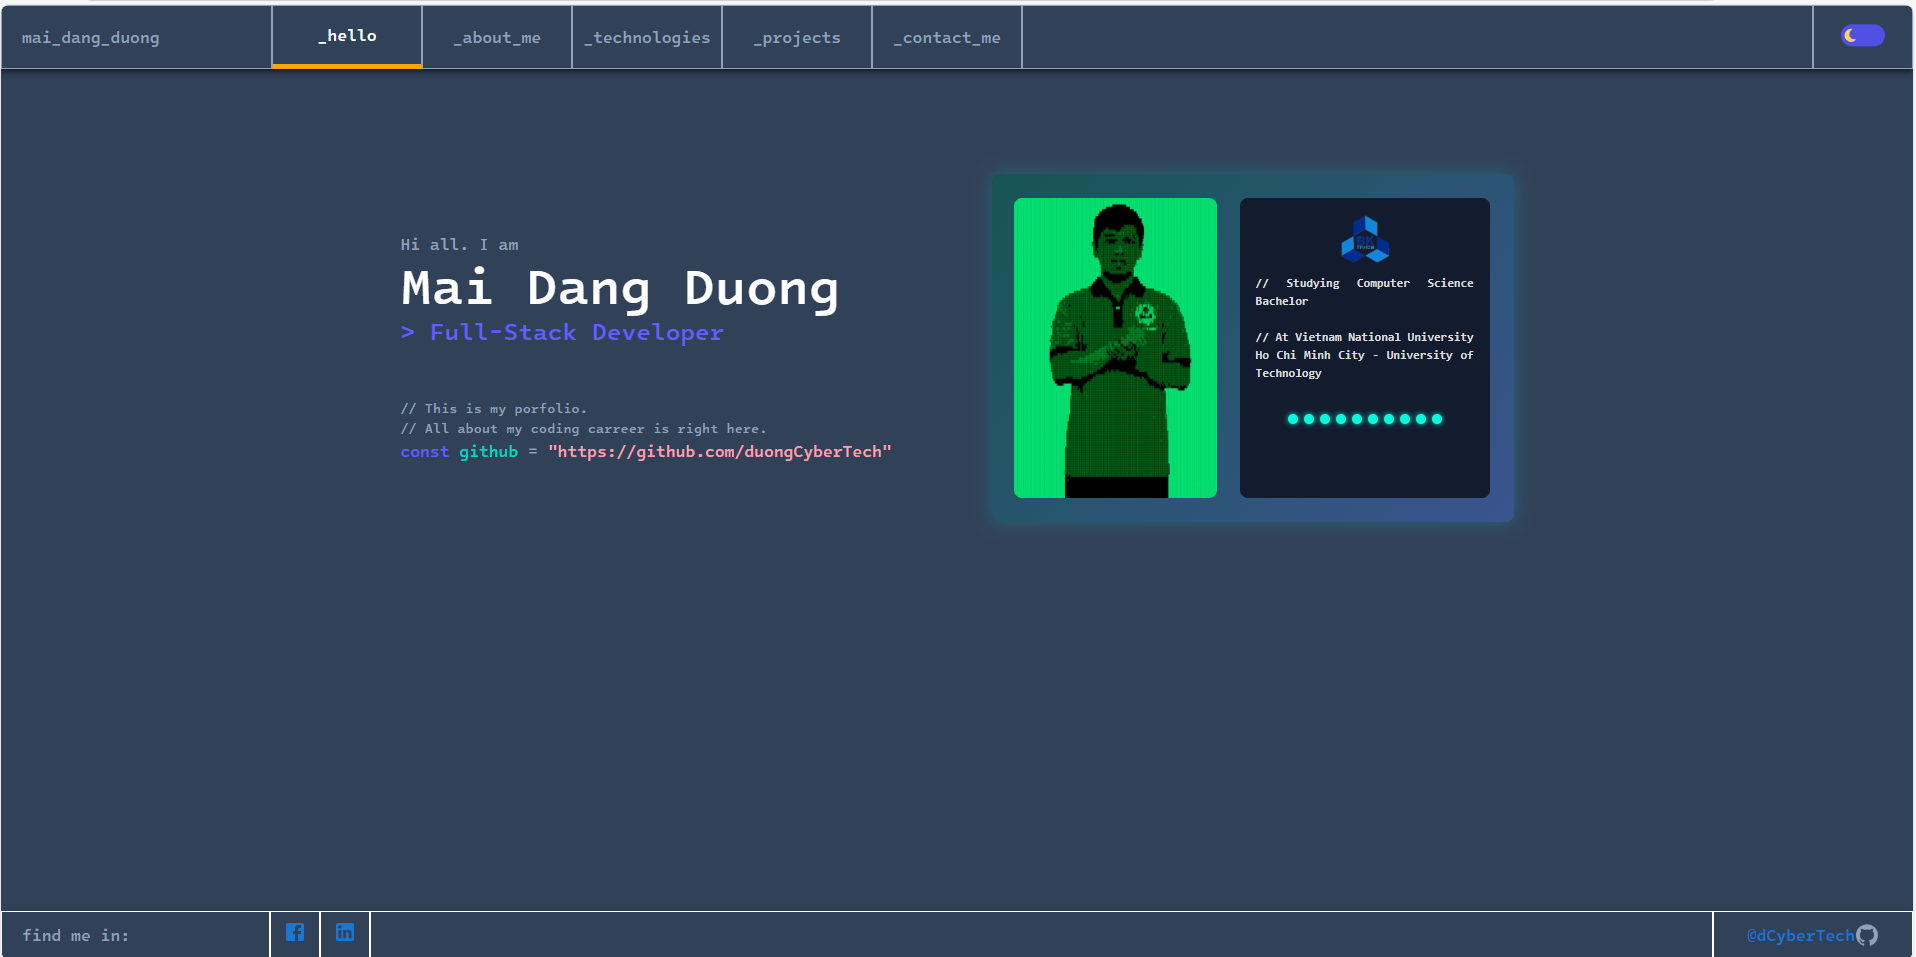 mai_dang_duong
_hello
_about_me
_technologies
_projects
_contact_me
Hi all. I am
Mai Dang Duong
> Full-Stack Developer
// This is my porfolio.
// All about my coding carreer is right here.
const github = "https://github.com/duongCyberTech"
BK
TPHCM
// Studying Computer Science
Bachelor
// At Vietnam National University
Ho Chi Minh City - University of
Technology
find me in:
@dCyberTech